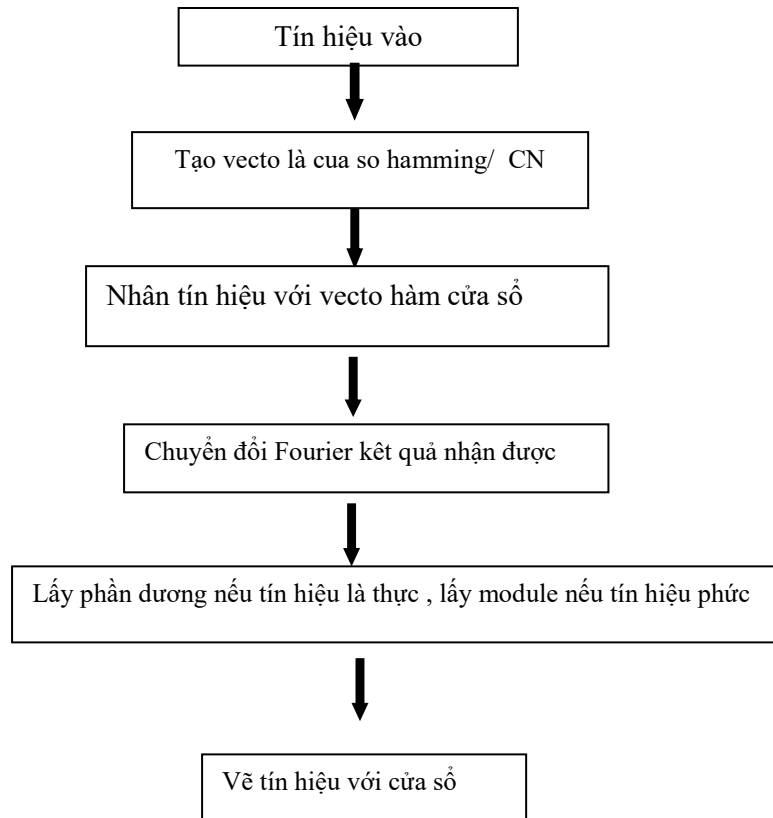 Tín hiệu vào
Tạo vecto là cua so hamming/ CN
Nhân tín hiệu với vecto hàm cửa sổ
Chuyển đổi Fourier kêt quả nhận được
Lấy phần dương nếu tín hiệu là thực , lấy module nếu tín hiệu phức
Vẽ tín hiệu với cửa sổ